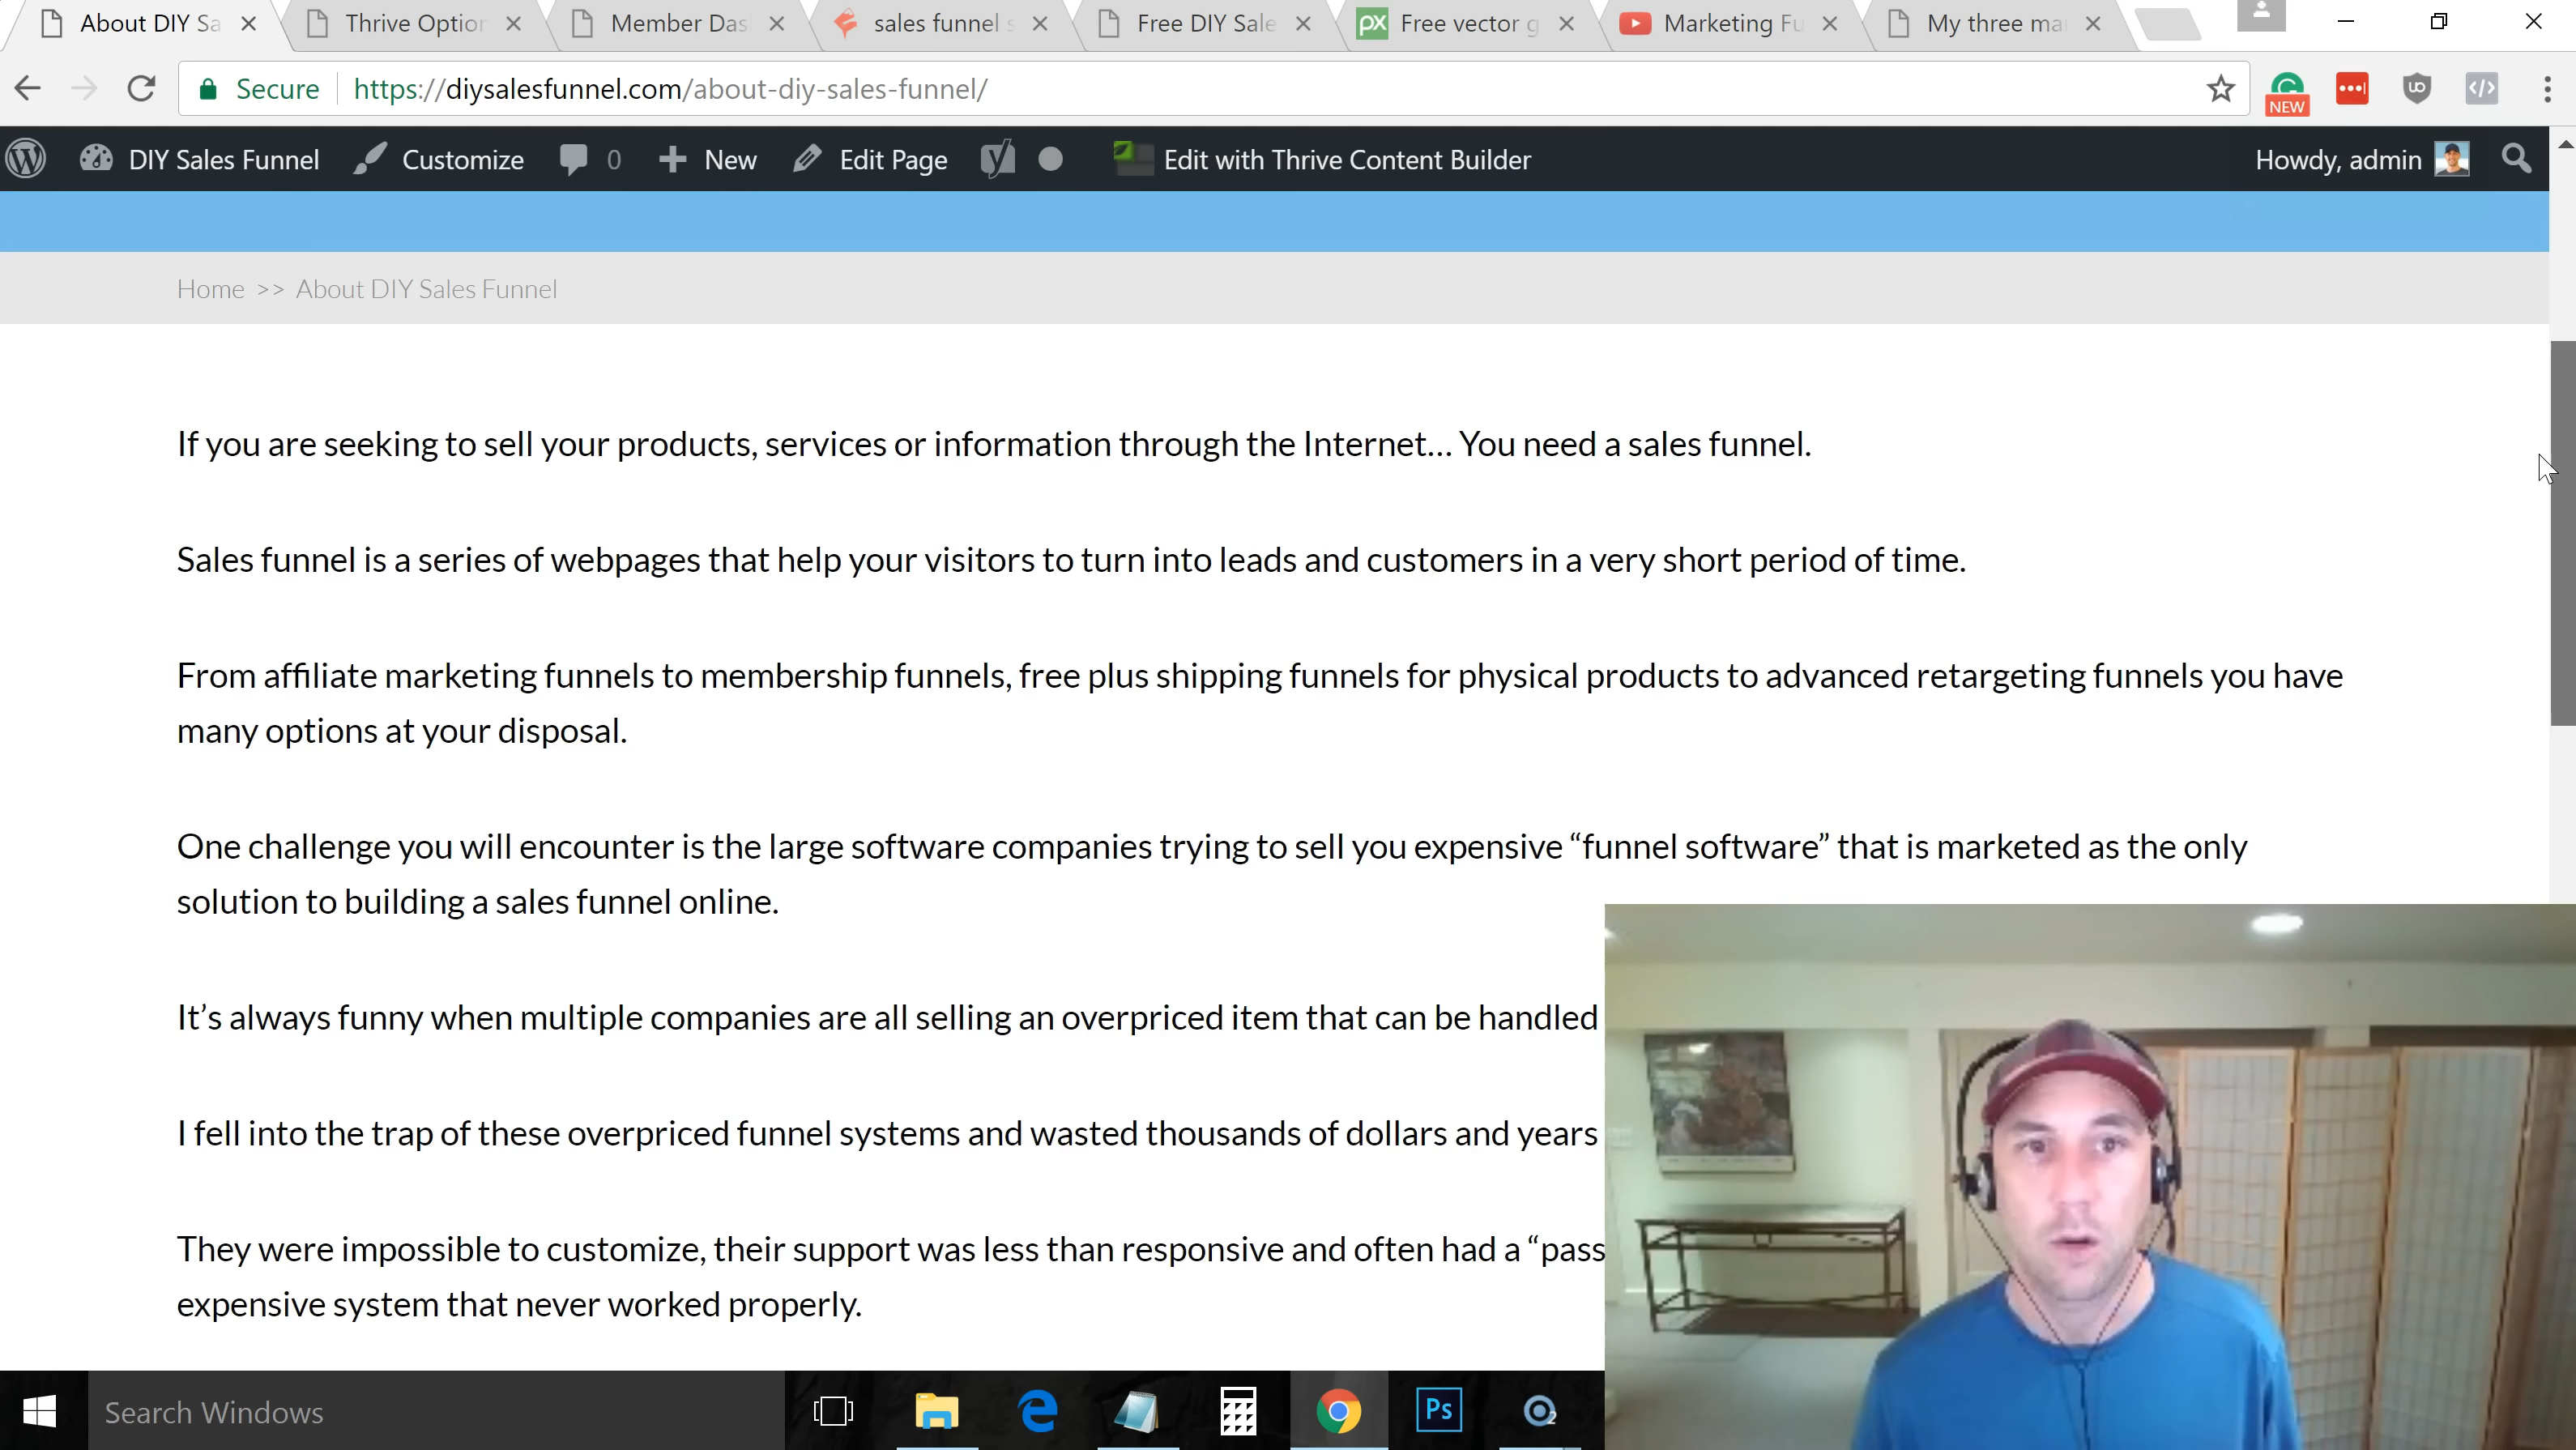 About DIY Sa
Thrive Option
Member Das
sales funnel s
Free DIY Sale
px
Free vector g
Marketing Fu
My three ma
Secure
https://diysalesfunnel.com/about-diy-sales-funnel/
NEW
DIY Sales Funnel
Customize
0
New
Edit Page
Edit with Thrive Content Builder
Howdy, admin
Home >> About DIY Sales Funnel
If you are seeking to sell your products, services or information through the Internet… You need a sales funnel.
Sales funnel is a series of webpages that help your visitors to turn into leads and customers in a very short period of time.
From affiliate marketing funnels to membership funnels, free plus shipping funnels for physical products to advanced retargeting funnels you have
many options at your disposal.
One challenge you will encounter is the large software companies trying to sell you expensive “funnel software” that is marketed as the only
solution to building a sales funnel online.
It’s always funny when multiple companies are all selling an overpriced item that can be handled
I fell into the trap of these overpriced funnel systems and wasted thousands of dollars and years
They were impossible to customize, their support was less than responsive and often had a “pass
expensive system that never worked properly.
Search Windows
Ps
2